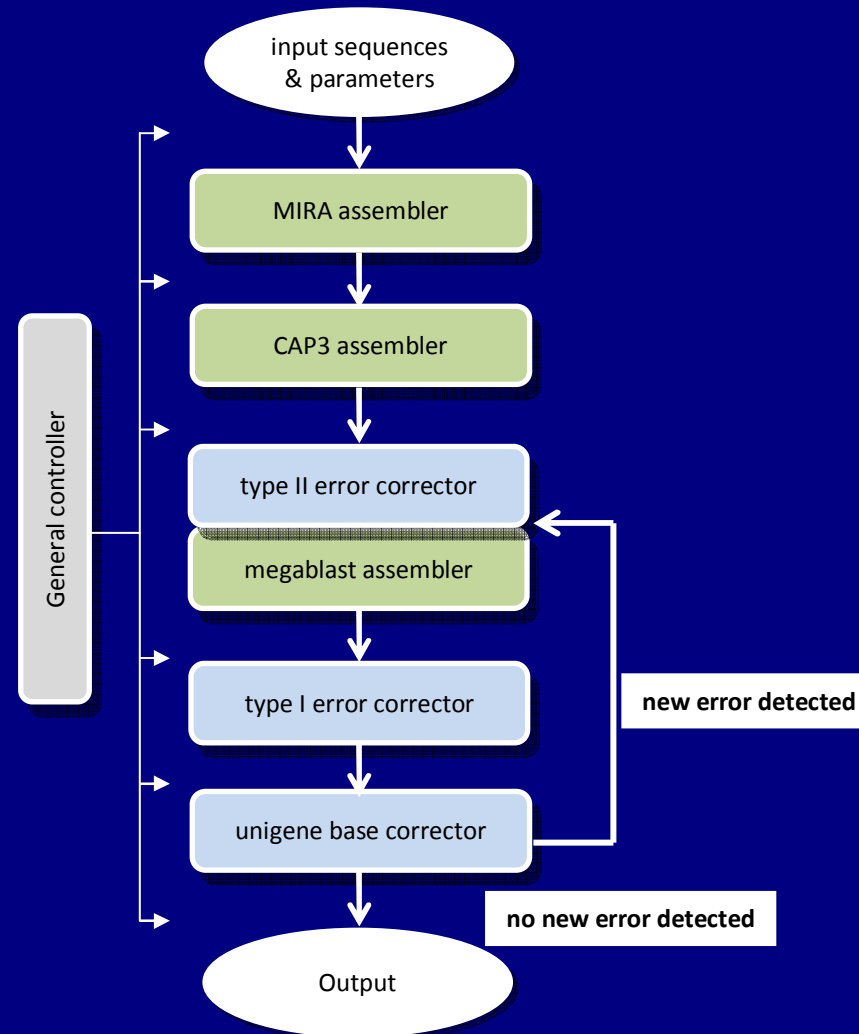 input sequences
& parameters
MIRA assembler
CAP3 assembler
General controller
type II error corrector
megablast assembler
type I error corrector
new error detected
unigene base corrector
no new error detected
Output